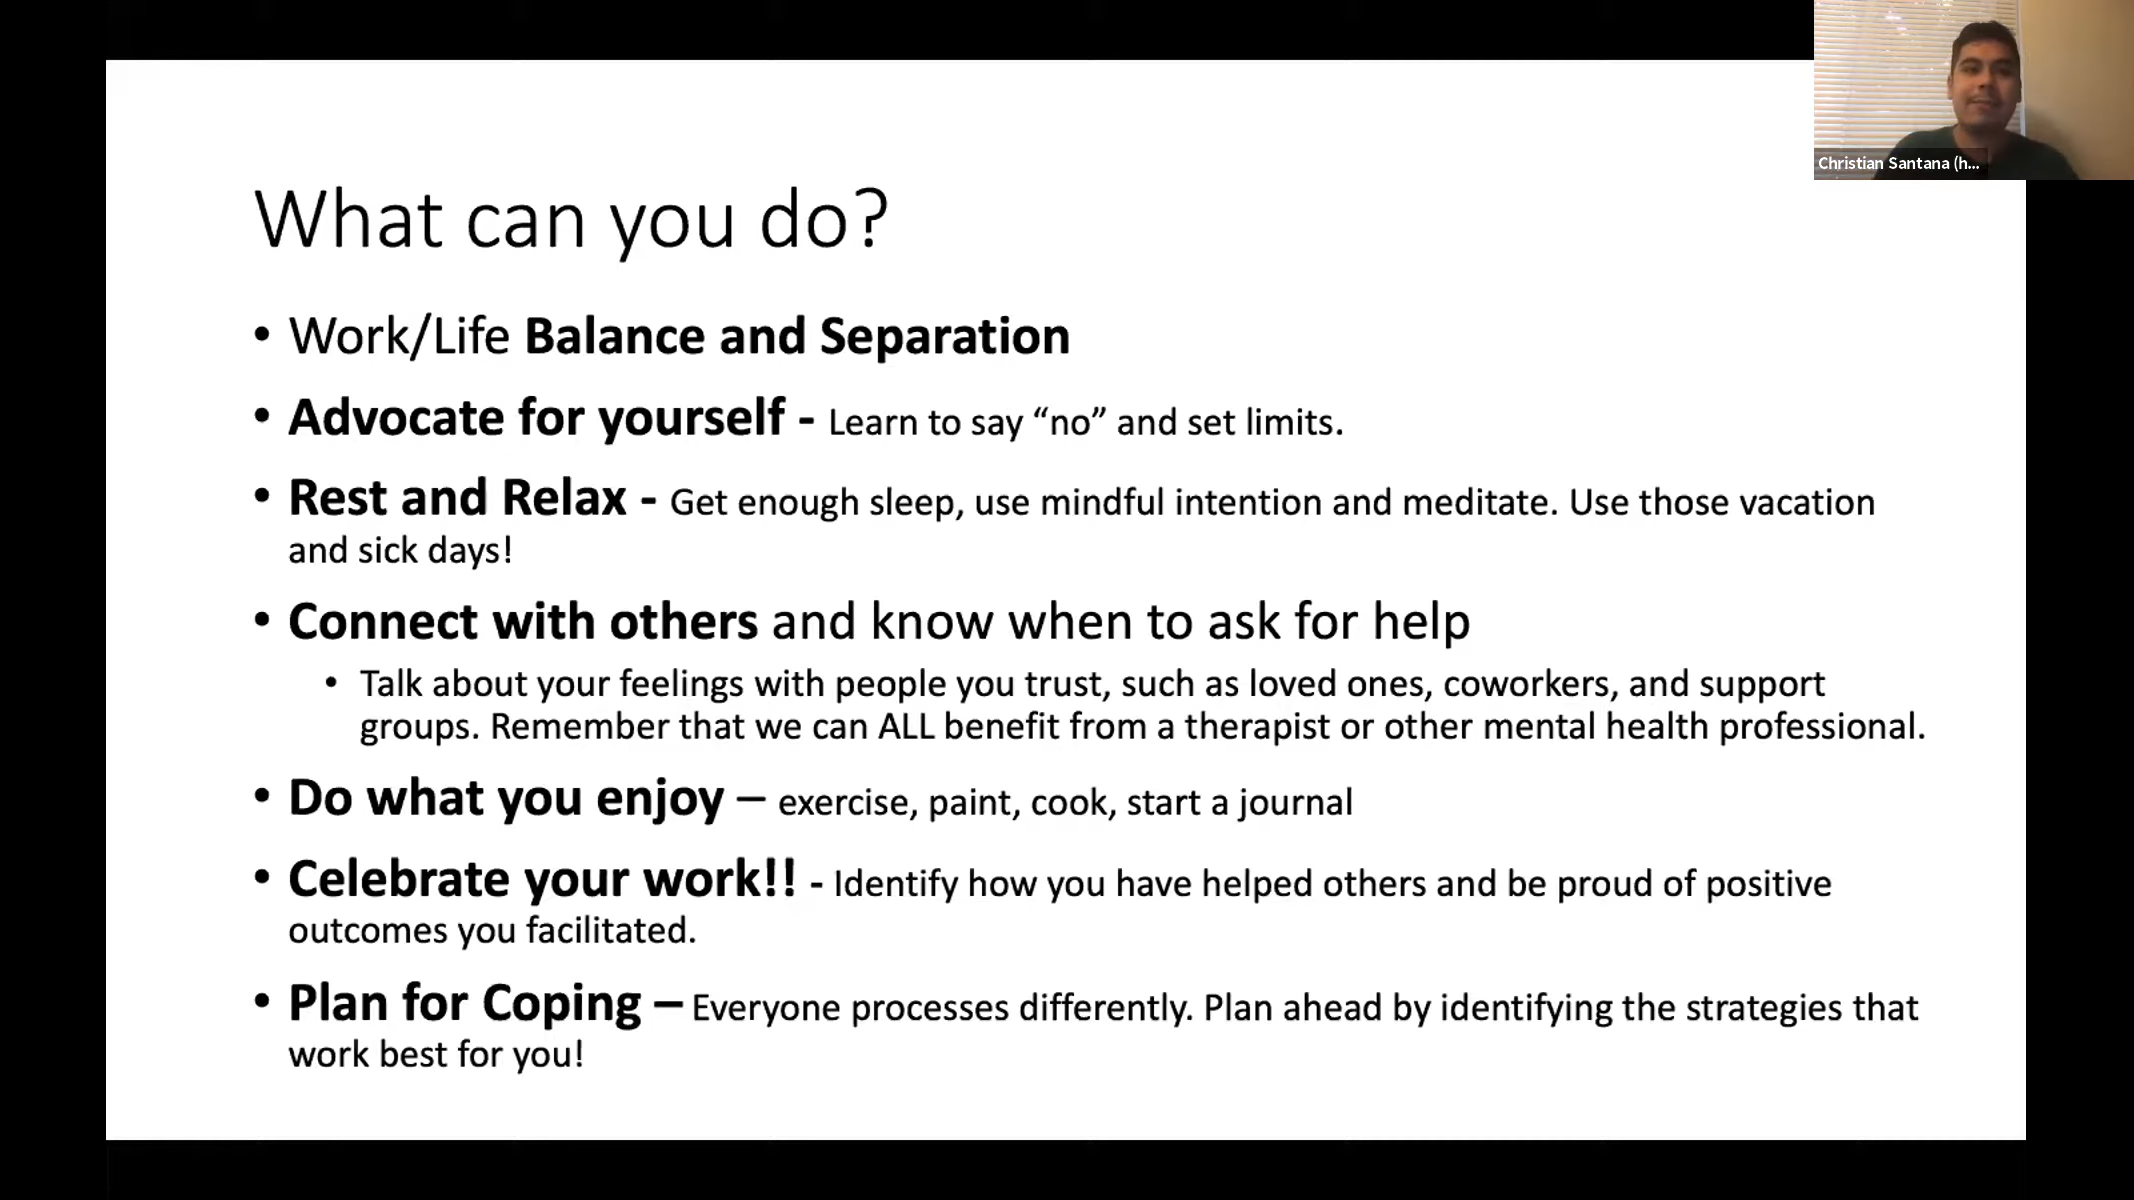 What can you do?
• Work/Life Balance and Separation
• Advocate for yourself - Learn to say “no” and set limits.
• Rest and Relax - Get enough sleep, use mindful intention and meditate. Use those vacation
and sick days!
• Connect with others and know when to ask for help
• Talk about your feelings with people you trust, such as loved ones, coworkers, and support
groups. Remember that we can ALL benefit from a therapist or other mental health professional.
• Do what you enjoy – exercise, paint, cook, start a journal
• Celebrate your work!! - Identify how you have helped others and be proud of positive
outcomes you facilitated.
• Plan for Coping – Everyone processes differently. Plan ahead by identifying the strategies that
work best for you!
Christian Santana (h...